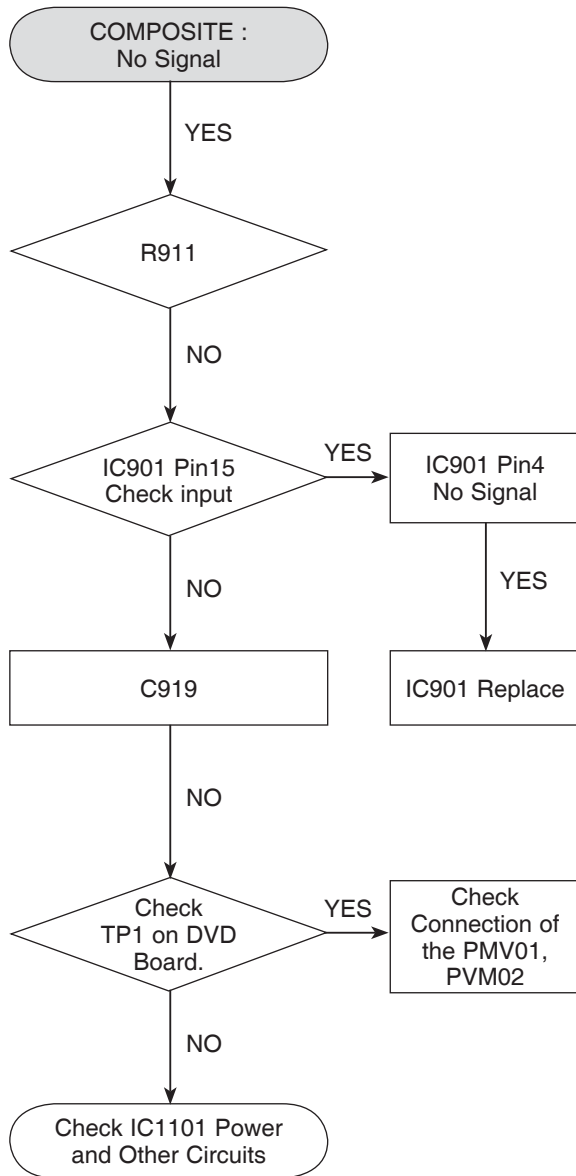 COMPOSITE :
No Signal
YES
R911
NO
IC901 Pin15
Check input
YES
IC901 Pin4
No Signal
NO
YES
C919
IC901 Replace
NO
Check
TP1 on DVD
Board.
YES
Check
Connection of
the PMV01,
PVM02
NO
Check IC1101 Power
and Other Circuits